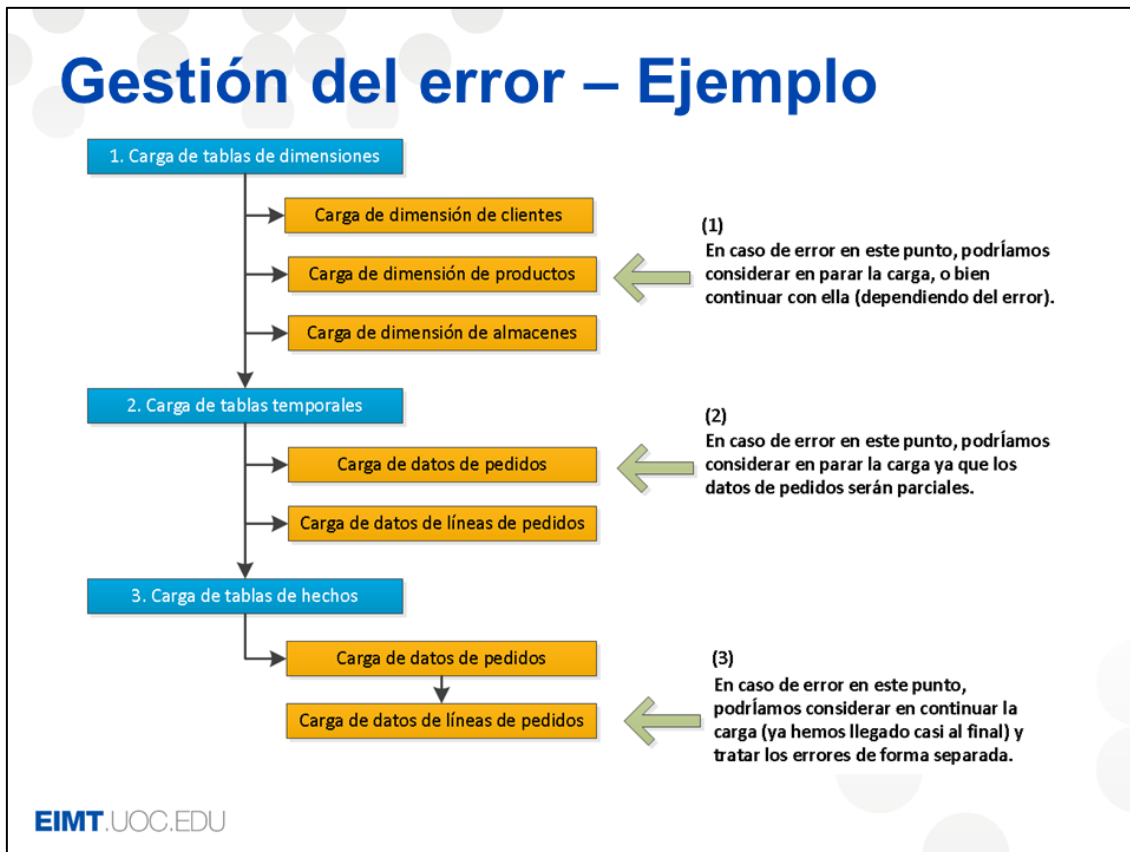 Gestión del error – Ejemplo
1. Carga de tablas de dimensiones
Carga de dimensión de clientes
Carga de dimensión de productos
Carga de dimensión de almacenes
(1)
En caso de error en este punto, podríamos
considerar en parar la carga, o bien
continuar con ella (dependiendo del error).
2. Carga de tablas temporales
Carga de datos de pedidos
Carga de datos de líneas de pedidos
(2)
En caso de error en este punto, podríamos
considerar en parar la carga ya que los
datos de pedidos serán parciales.
3. Carga de tablas de hechos
Carga de datos de pedidos
Carga de datos de líneas de pedidos
(3)
En caso de error en este punto,
podríamos considerar en continuar la
carga (ya hemos llegado casi al final) y
tratar los errores de forma separada.
EIMT.UOC.EDU